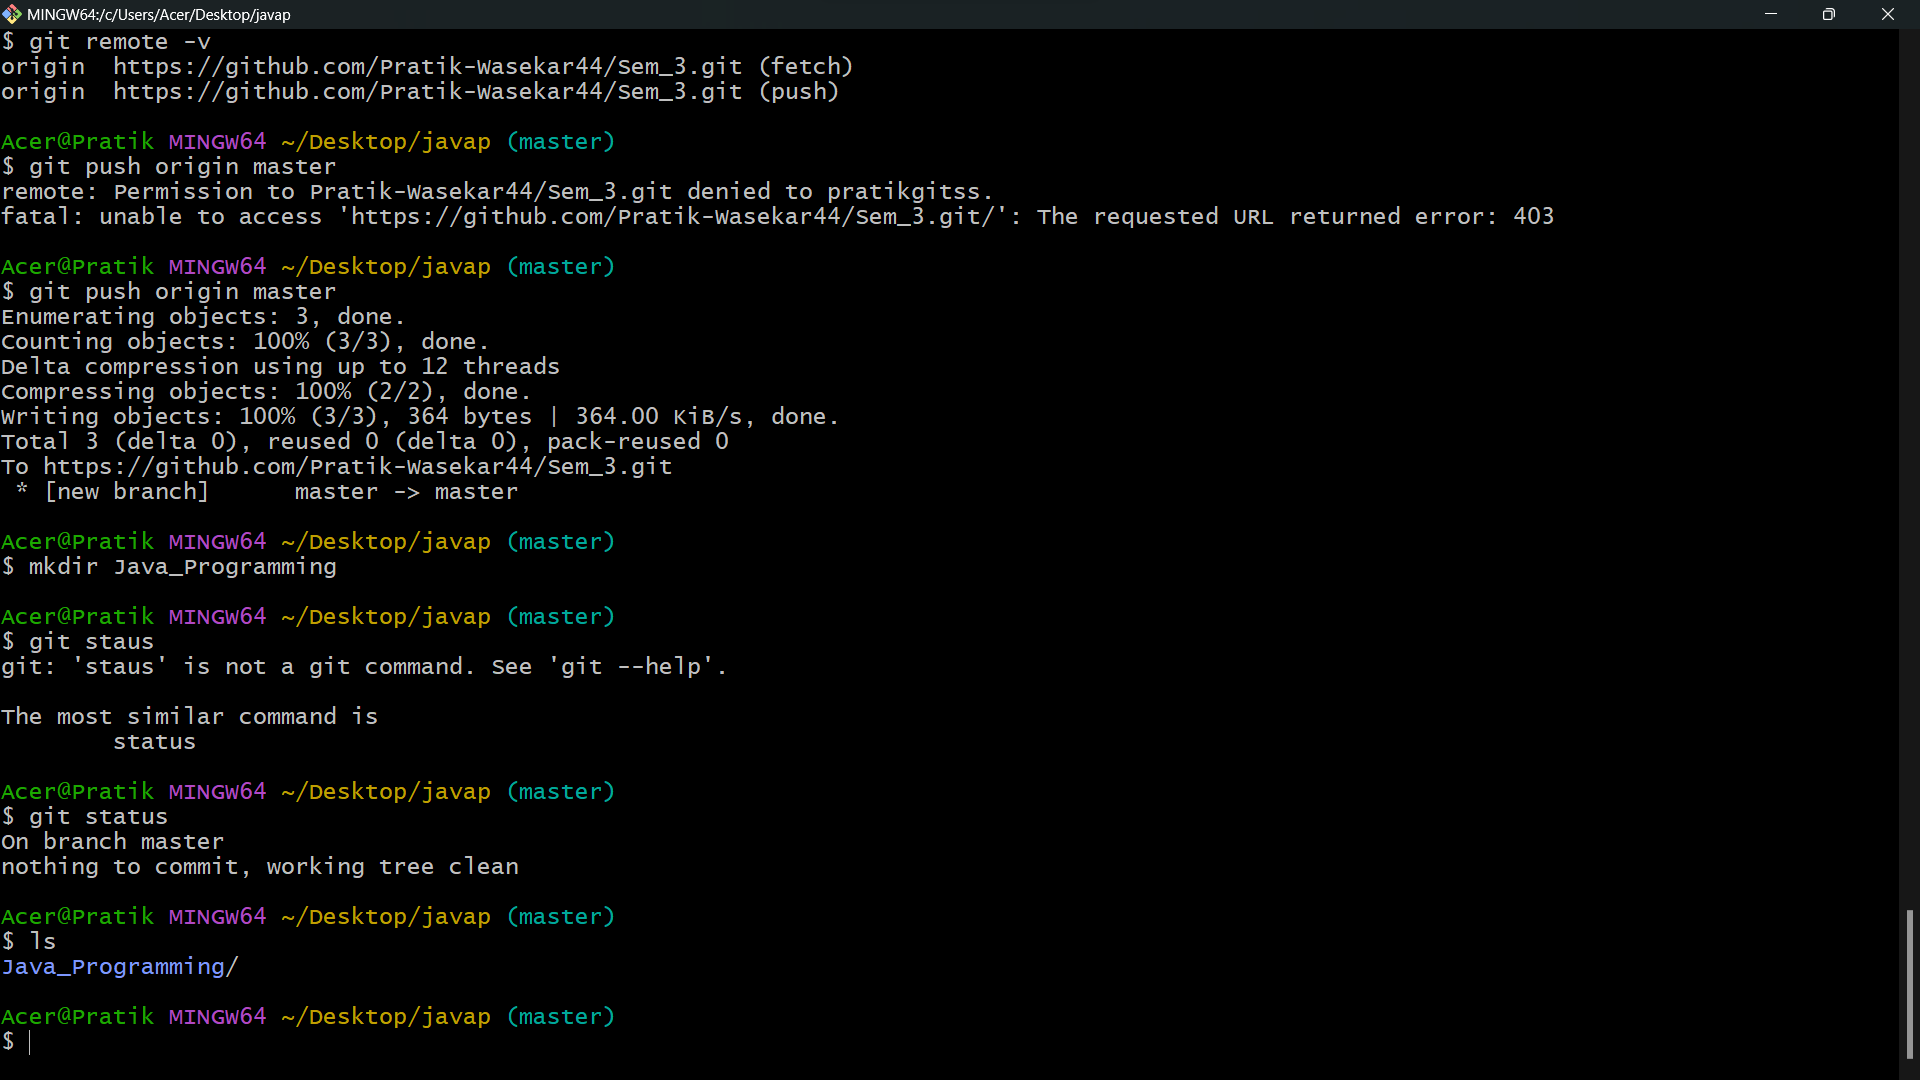 MINGW64:/c/Users/Acer/Desktop/javap
$ git remote -v
origin  https://github.com/Pratik-Wasekar44/Sem_3.git (fetch)
origin  https://github.com/Pratik-Wasekar44/Sem_3.git (push)
Acer@Pratik MINGW64 ~/Desktop/javap (master)
$ git push origin master
remote: Permission to Pratik-Wasekar44/Sem_3.git denied to pratikgitss.
fatal: unable to access 'https://github.com/Pratik-Wasekar44/Sem_3.git/': The requested URL returned error: 403
Acer@Pratik MINGW64 ~/Desktop/javap (master)
$ git push origin master
Enumerating objects: 3, done.
Counting objects: 100% (3/3), done.
Delta compression using up to 12 threads
Compressing objects: 100% (2/2), done.
Writing objects: 100% (3/3), 364 bytes | 364.00 KiB/s, done.
Total 3 (delta 0), reused 0 (delta 0), pack-reused 0
To https://github.com/Pratik-Wasekar44/Sem_3.git
 * [new branch]      master -> master
Acer@Pratik MINGW64 ~/Desktop/javap (master)
$ mkdir Java_Programming
Acer@Pratik MINGW64 ~/Desktop/javap (master)
$ git staus
git: 'staus' is not a git command. See 'git --help'.
The most similar command is
        status
Acer@Pratik MINGW64 ~/Desktop/javap (master)
$ git status
On branch master
nothing to commit, working tree clean
Acer@Pratik MINGW64 ~/Desktop/javap (master)
$ ls
Java_Programming/
Acer@Pratik MINGW64 ~/Desktop/javap (master)
$